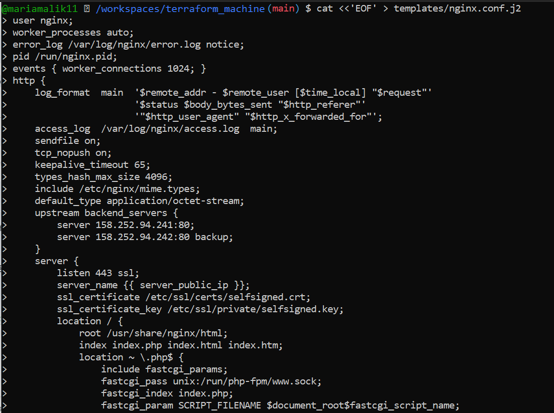 @mariamalik11 /workspaces/terraform_machine (main) $ cat <<'EOF' > templates/nginx.conf.j2
> user nginx;
> worker_processes auto;
> error_log /var/log/nginx/error.log notice;
> pid /run/nginx.pid;
> events { worker_connections 1024; }
> http {
>     log_format  main  '$remote_addr - $remote_user [$time_local] "$request"'
>                       '$status $body_bytes_sent "$http_referer"'
>                       '"$http_user_agent" "$http_x_forwarded_for"';
>     access_log  /var/log/nginx/access.log  main;
>     sendfile on;
>     tcp_nopush on;
>     keepalive_timeout 65;
>     types_hash_max_size 4096;
>     include /etc/nginx/mime.types;
>     default_type application/octet-stream;
>     upstream backend_servers {
>         server 158.252.94.241:80;
>         server 158.252.94.242:80 backup;
>     }
>     server {
>         listen 443 ssl;
>         server_name {{ server_public_ip }};
>         ssl_certificate /etc/ssl/certs/selfsigned.crt;
>         ssl_certificate_key /etc/ssl/private/selfsigned.key;
>         location / {
>             root /usr/share/nginx/html;
>             index index.php index.html index.htm;
>             location ~ \.php$ {
>                 include fastcgi_params;
>                 fastcgi_pass unix:/run/php-fpm/www.sock;
>                 fastcgi_index index.php;
>                 fastcgi_param SCRIPT_FILENAME $document_root$fastcgi_script_name;